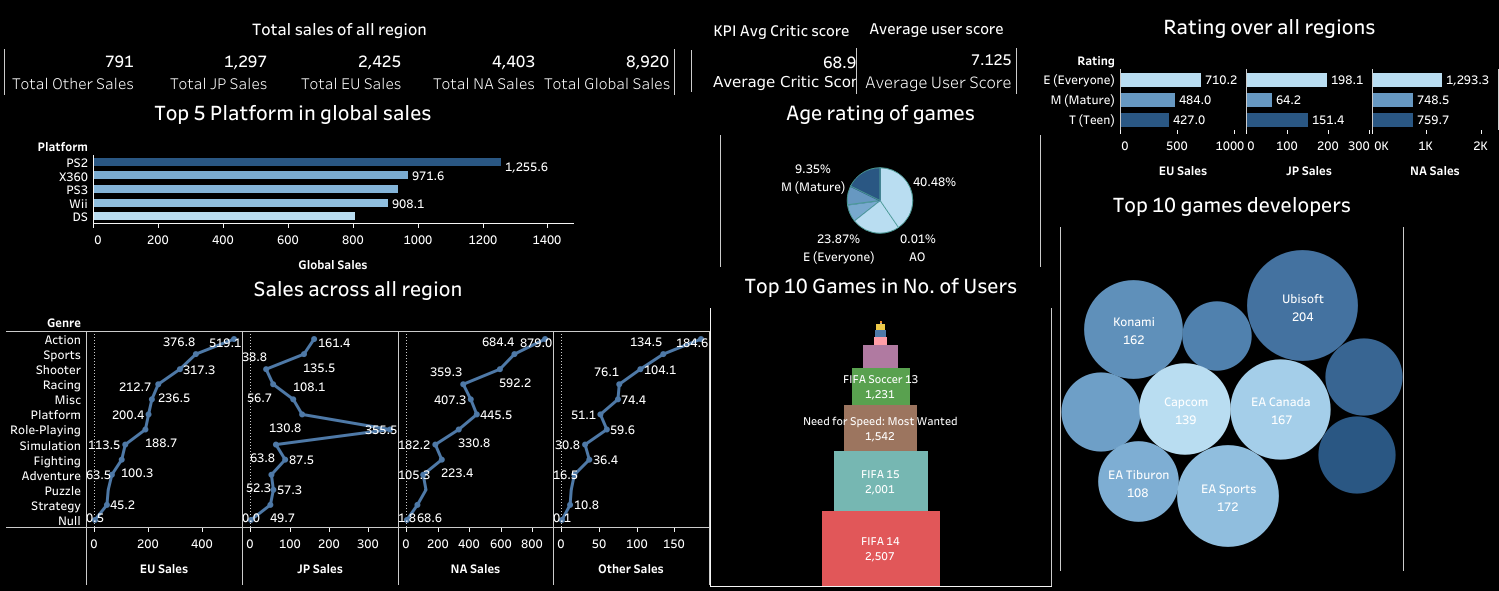 Total sales of all region
791
Total Other Sales
1,297
Total JP Sales
2,425
Total EU Sales
4,403
Total NA Sales
8,920
Total Global Sales
KPI Avg Critic score
68.9
Average Critic Scor
Average user score
7.125
Average User Score
Rating over all regions
Rating
E (Everyone)
710.2
198.1
1,293.3
M (Mature)
484.0
64.2
748.5
T (Teen)
427.0
151.4
759.7
0 500 1000
0 100 200 300
0K 1K 2K
EU Sales
JP Sales
NA Sales
Top 5 Platform in global sales
Platform
PS2
1,255.6
X360
971.6
PS3
Wii
908.1
DS
0 200 400 600 800 1000 1200 1400
Global Sales
Age rating of games
9.35%
M (Mature)
40.48%
23.87%
E (Everyone)
0.01%
AO
Top 10 games developers
Ubisoft
204
Konami
162
Capcom
139
EA Canada
167
EA Tiburon
108
EA Sports
172
Sales across all region
Genre
Action
Sports
Shooter
Racing
Misc
Platform
Role-Playing
Simulation
Fighting
Adventure
Puzzle
Strategy
Null
376.8
519.1
317.3
212.7
236.5
200.4
188.7
113.5
100.3
63.5
45.2
0.5
0 200 400
EU Sales
161.4
38.8
135.5
108.1
56.7
130.8
355.5
63.8
87.5
52.3
57.3
49.7
0.0
0 100 200 300
JP Sales
684.4
879.0
359.3
592.2
407.3
445.5
330.8
182.2
223.4
105.3
68.6
1.8
0 200 400 600 800
NA Sales
134.5
184.6
76.1
104.1
74.4
51.1
59.6
30.8
36.4
16.5
10.8
0.1
0 50 100 150
Other Sales
Top 10 Games in No. of Users
FIFA Soccer 13
1,231
Need for Speed: Most Wanted
1,542
FIFA 15
2,001
FIFA 14
2,507